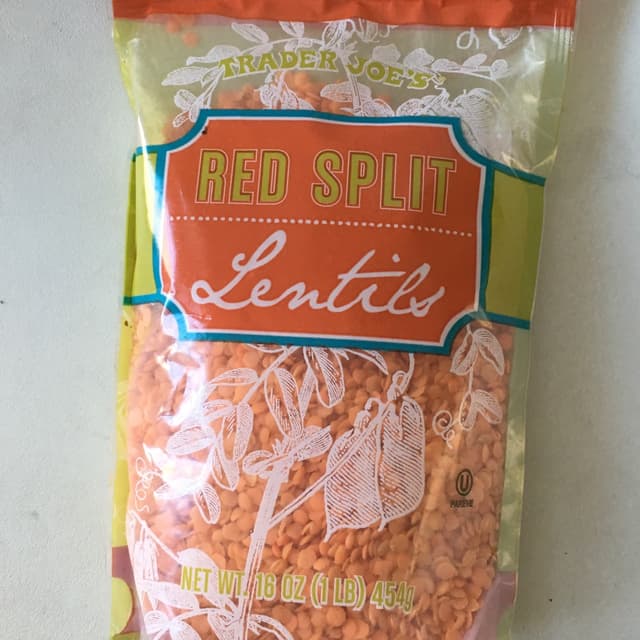 TRADER JOE'S
RED SPLIT
Lentils
U
PAREVE
NET WT. 16 OZ (1 LB) 454g